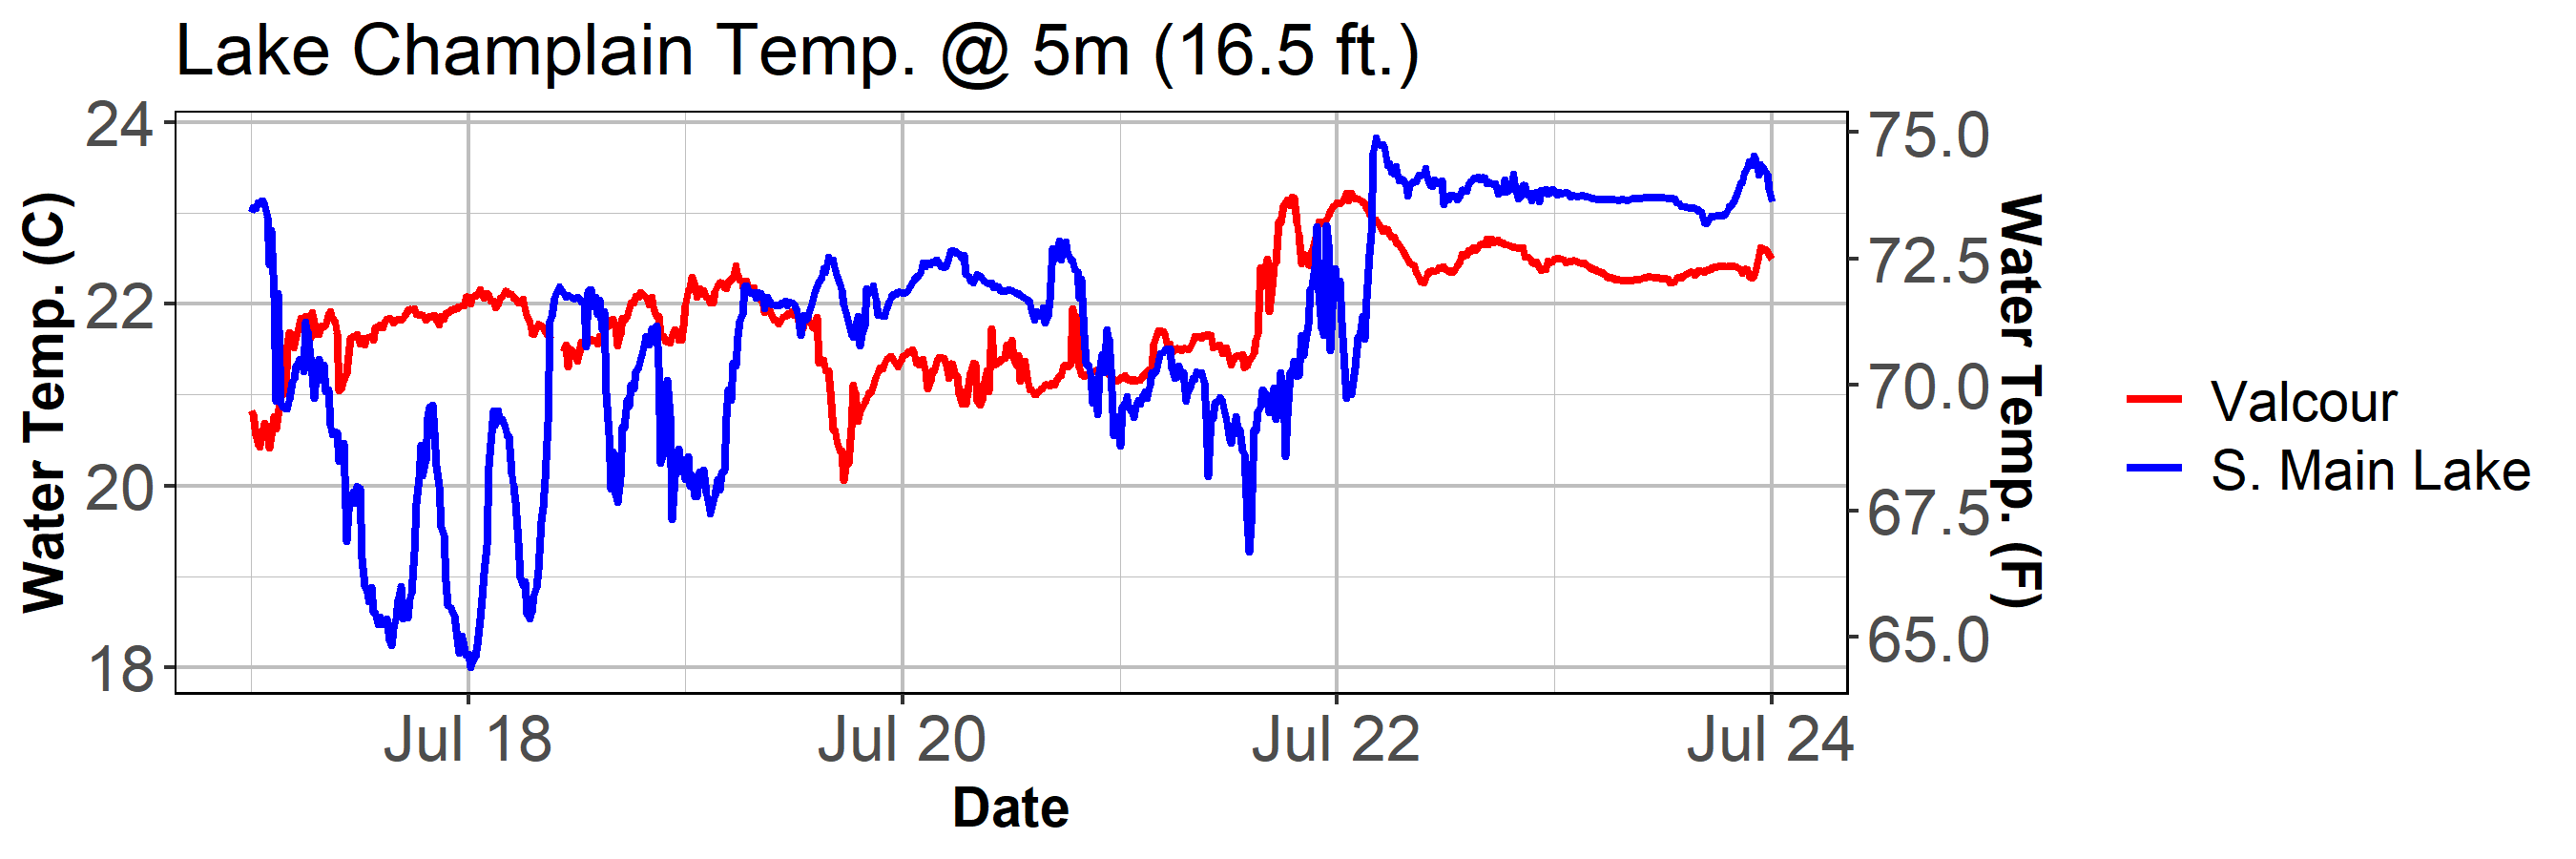 Lake Champlain Temp. @ 5m (16.5 ft.)
Water Temp. (C)
24
22
20
18
75.0
72.5
70.0
67.5
65.0
Water Temp. (F)
Jul 18
Jul 20
Jul 22
Jul 24
Date
Valcour
S. Main Lake